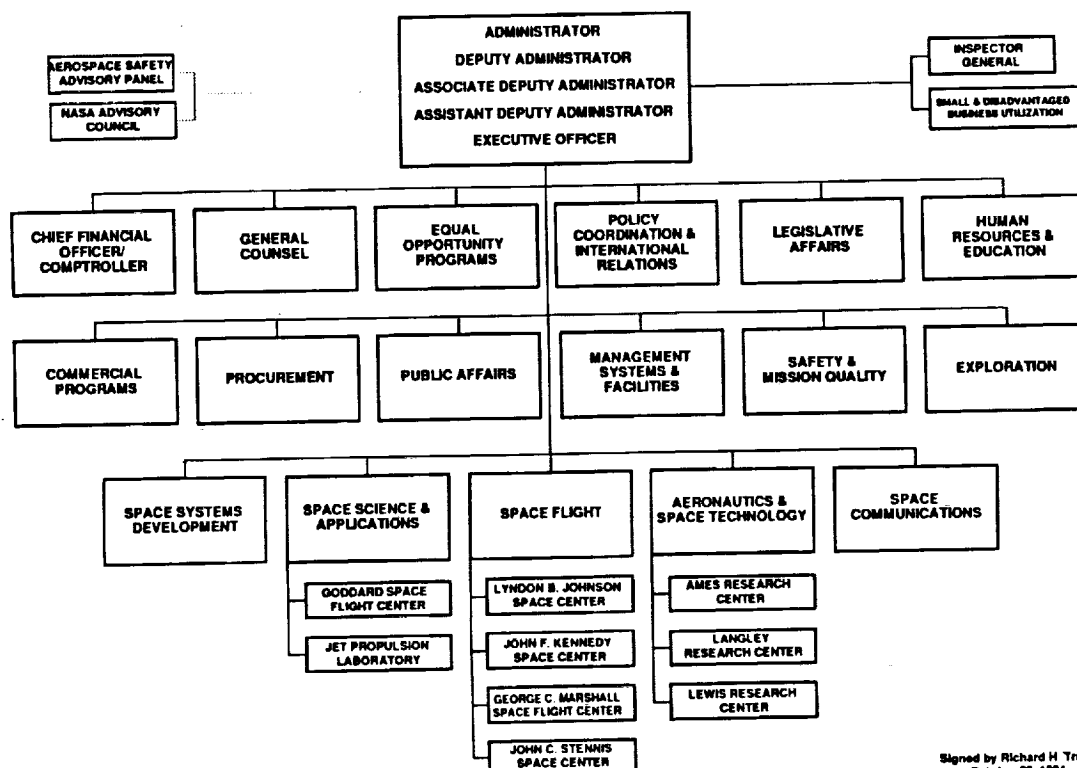 ADMINISTRATOR
DEPUTY ADMINISTRATOR
ASSOCIATE DEPUTY ADMINISTRATOR
ASSISTANT DEPUTY ADMINISTRATOR
EXECUTIVE OFFICER
AEROSPACE SAFETY
ADVISORY PANEL
NASA ADVISORY
COUNCIL
INSPECTOR
GENERAL
SMALL & DISADVANTAGED
BUSINESS UTILIZATION
CHIEF FINANCIAL
OFFICER/
COMPTROLLER
GENERAL
COUNSEL
EQUAL
OPPORTUNITY
PROGRAMS
POLICY
COORDINATION &
INTERNATIONAL
RELATIONS
LEGISLATIVE
AFFAIRS
HUMAN
RESOURCES &
EDUCATION
COMMERCIAL
PROGRAMS
PROCUREMENT
PUBLIC AFFAIRS
MANAGEMENT
SYSTEMS &
FACILITIES
SAFETY &
MISSION QUALITY
EXPLORATION
SPACE SYSTEMS
DEVELOPMENT
SPACE SCIENCE &
APPLICATIONS
SPACE FLIGHT
AERONAUTICS &
SPACE TECHNOLOGY
SPACE
COMMUNICATIONS
GODDARD SPACE
FLIGHT CENTER
JET PROPULSION
LABORATORY
LYNDON B. JOHNSON
SPACE CENTER
JOHN F. KENNEDY
SPACE CENTER
GEORGE C. MARSHALL
SPACE FLIGHT CENTER
JOHN C. STENNIS
SPACE CENTER
AMES RESEARCH
CENTER
LANGLEY
RESEARCH CENTER
LEWIS RESEARCH
CENTER
Signed by Richard H